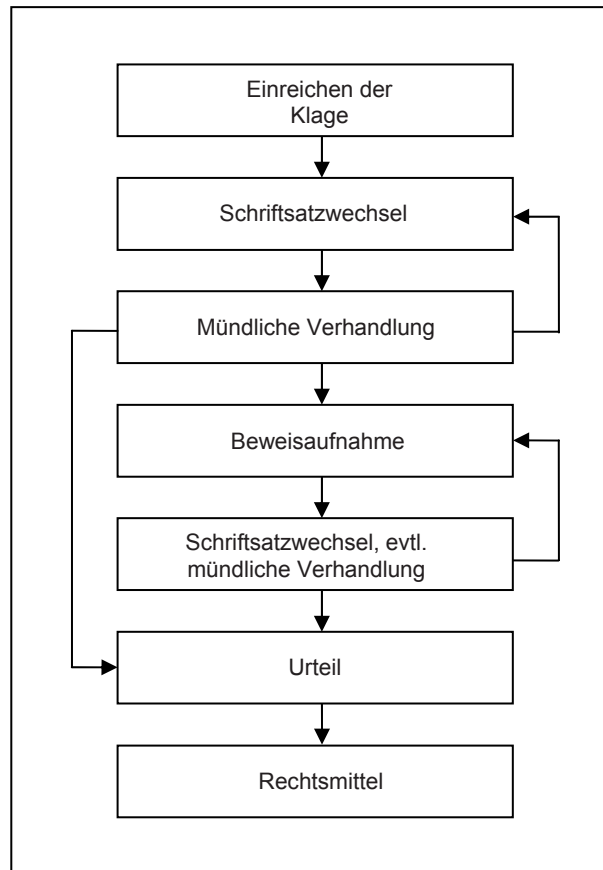 Einreichen der
Klage
Schriftsatzwechsel
Mündliche Verhandlung
Beweisaufnahme
Schriftsatzwechsel, evtl.
mündliche Verhandlung
Urteil
Rechtsmittel